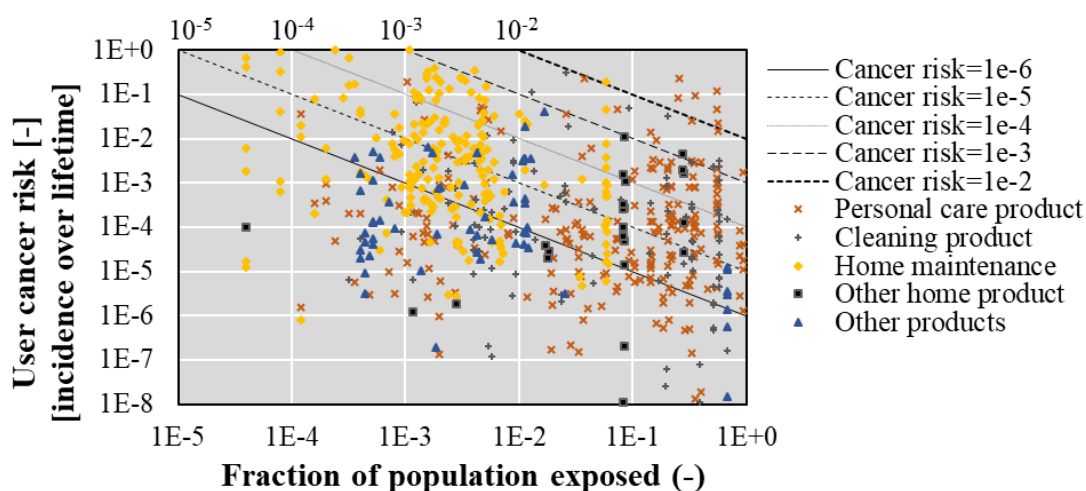 10-5
10-4
10-3
10-2
1E+0
1E-1
1E-2
1E-3
1E-4
1E-5
1E-6
1E-7
1E-8
User cancer risk [-]
[incidence over lifetime]
1E-5
1E-4
1E-3
1E-2
1E-1
1E+0
Fraction of population exposed (-)
Cancer risk=1e-6
Cancer risk=1e-5
Cancer risk=1e-4
Cancer risk=1e-3
Cancer risk=1e-2
Personal care product
Cleaning product
Home maintenance
Other home product
Other products